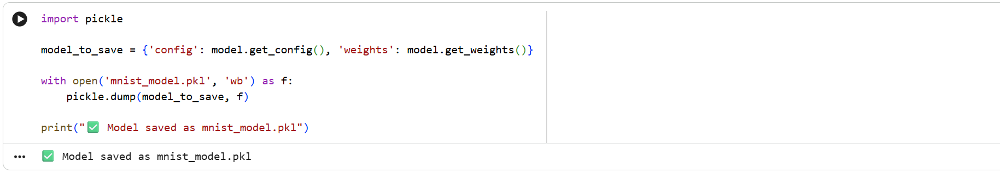 import pickle
model_to_save = {'config': model.get_config(), 'weights': model.get_weights()}
with open('mnist_model.pkl', 'wb') as f:
    pickle.dump(model_to_save, f)
print("✅ Model saved as mnist_model.pkl")
✅ Model saved as mnist_model.pkl